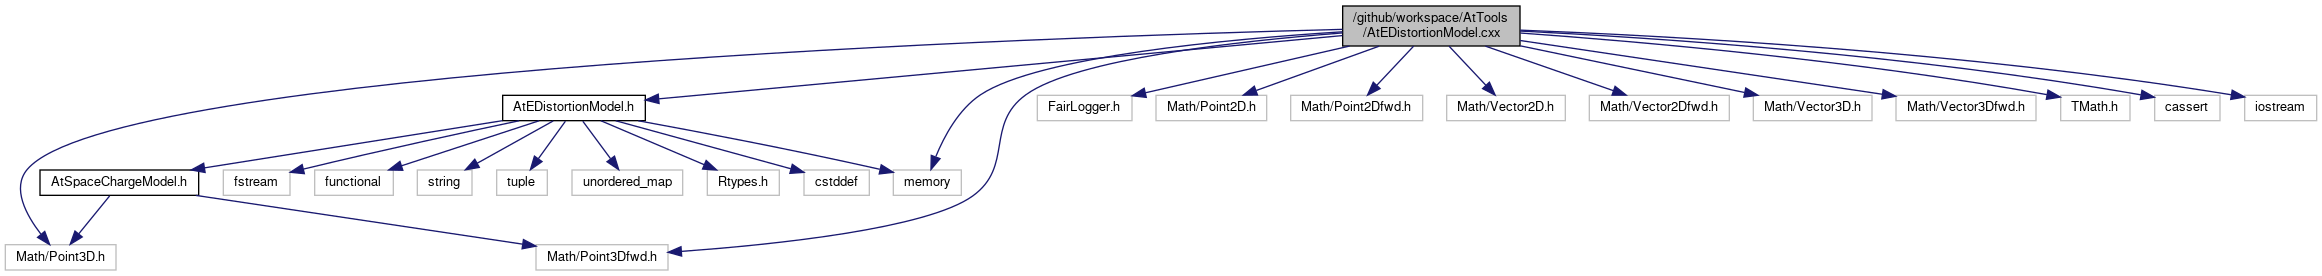 /github/workspace/AtTools
/AtEDistortionModel.cxx
AtEDistortionModel.h
FairLogger.h
Math/Point2D.h
Math/Point2Dfwd.h
Math/Vector2D.h
Math/Vector2Dfwd.h
Math/Vector3D.h
Math/Vector3Dfwd.h
TMath.h
cassert
iostream
AtSpaceChargeModel.h
fstream
functional
string
tuple
unordered_map
Rtypes.h
cstddef
memory
Math/Point3D.h
Math/Point3Dfwd.h